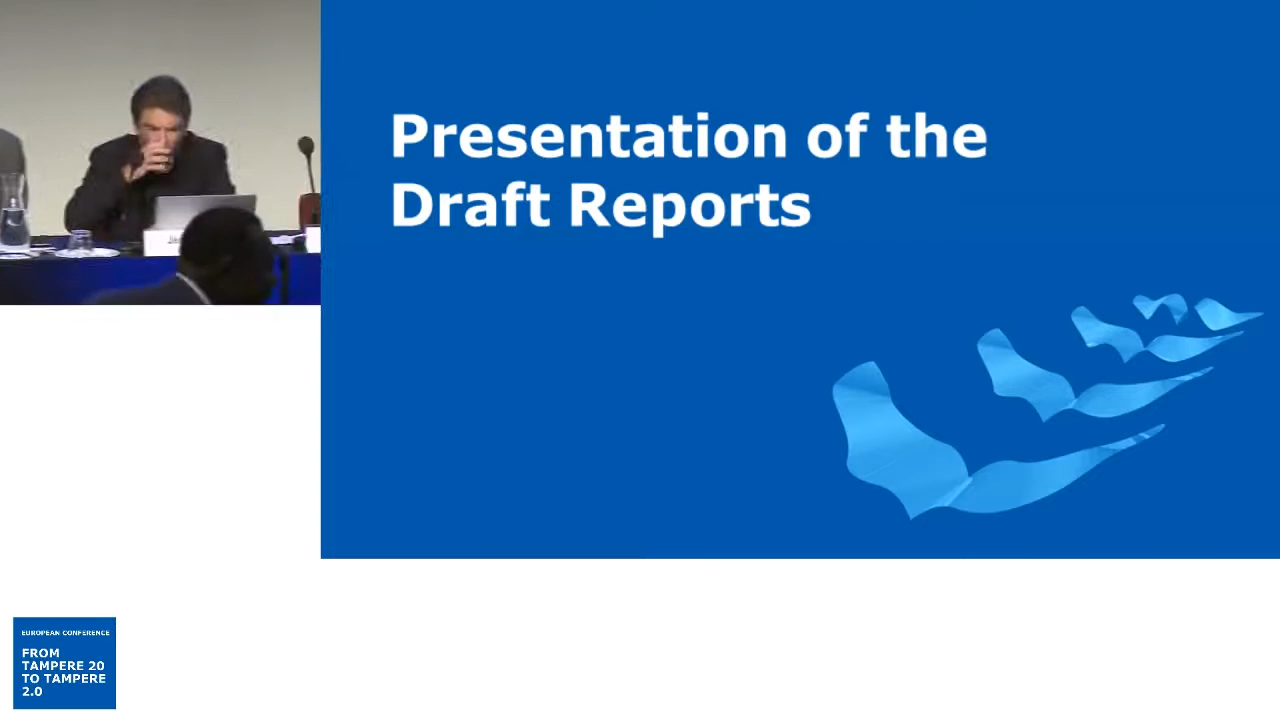 Presentation of the
Draft Reports
EUROPEAN CONFERENCE
FROM
TAMPERE 20
TO TAMPERE
2.0